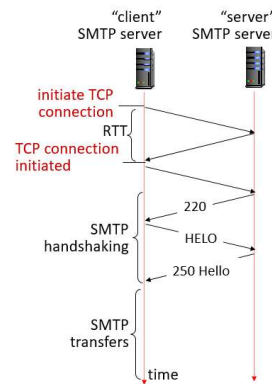 “client”
SMTP server
“server”
SMTP server
initiate TCP
connection
RTT
TCP connection
initiated
220
SMTP
handshaking
HELO
250 Hello
SMTP
transfers
time